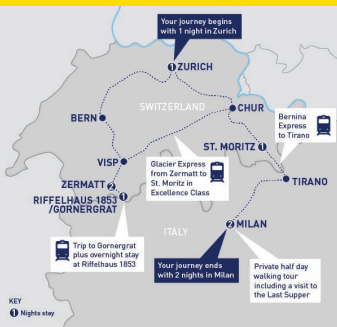 Your journey begins
with 1 night in Zurich
1 ZURICH
SWITZERLAND
CHUR
BERN
Bernina
Express
to Tirano
ST. MORITZ 1
VISP
Glacier Express
from Zermatt to
St. Moritz in
Excellence Class
ZERMATT
2
TIRANO
RIFFELHAUS 1853
/GORNERGRAT
1
ITALY
2 MILAN
Trip to Gornergrat
plus overnight stay
at Riffelhaus 1853
Your journey ends
with 2 nights in Milan
Private half day
walking tour
including a visit to
the Last Supper
KEY
1 Nights stay